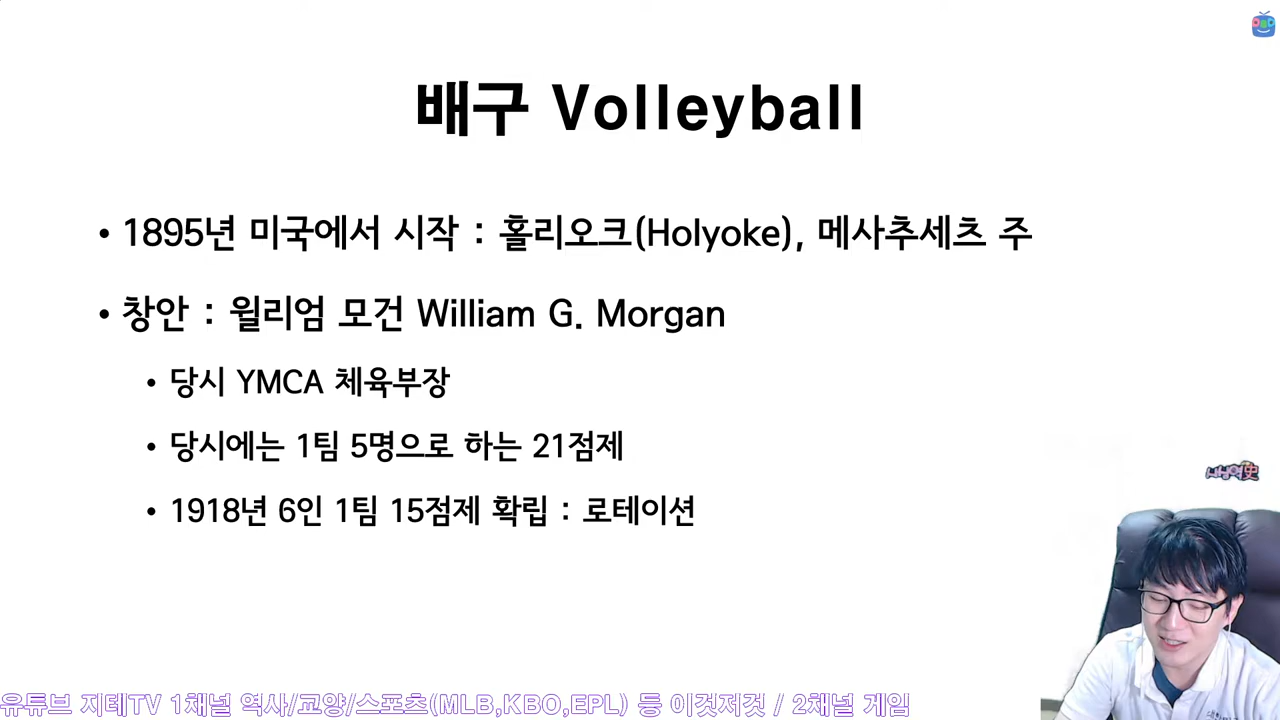 배구 Volleyball
• 1895년 미국에서 시작 : 홀리오크(Holyoke), 메사추세츠 주
• 창안 : 윌리엄 모건 William G. Morgan
• 당시 YMCA 체육부장
• 당시에는 1팀 5명으로 하는 21점제
• 1918년 6인 1팀 15점제 확립 : 로테이션
유튜브 지테TV 1채널 역사/교양/스포츠(MLB,KBO,EPL) 등 이것저것 / 2채널 게임